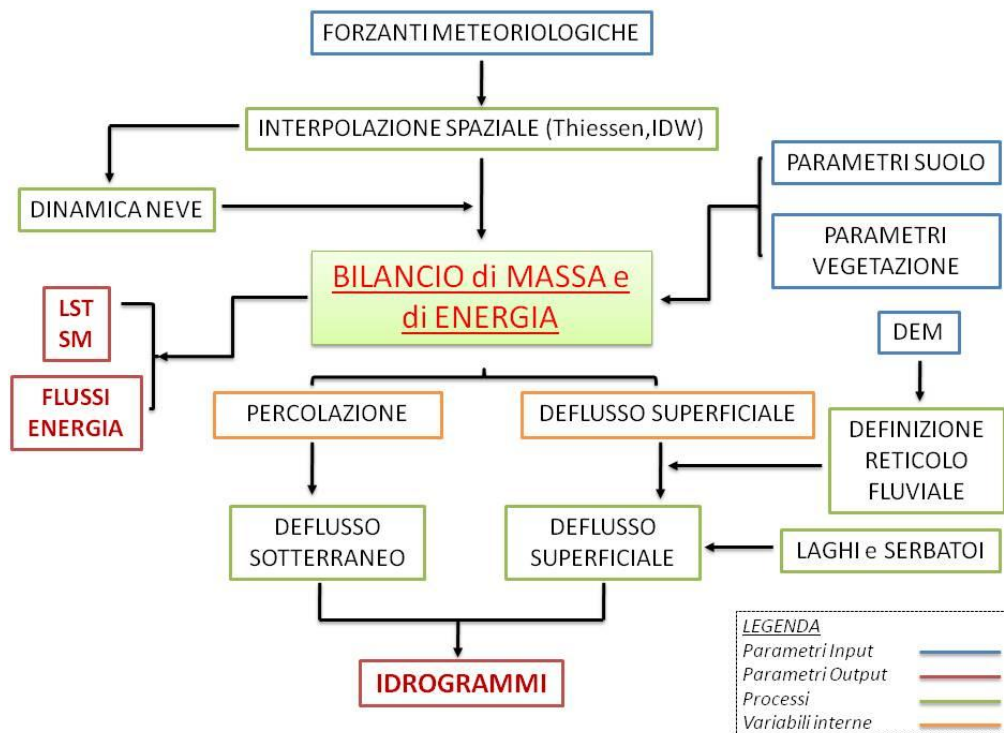 FORZANTI METEORIOLOGICHE
INTERPOLAZIONE SPAZIALE (Thiessen,IDW)
DINAMICA NEVE
PARAMETRI SUOLO
PARAMETRI
VEGETAZIONE
BILANCIO di MASSA e
di ENERGIA
LST
SM
FLUSSI
ENERGIA
DEM
PERCOLAZIONE
DEFLUSSO SUPERFICIALE
DEFINIZIONE
RETICOLO
FLUVIALE
DEFLUSSO
SOTTERRANEO
DEFLUSSO
SUPERFICIALE
LAGHI e SERBATOI
IDROGRAMMI
LEGENDA
Parametri Input
Parametri Output
Processi
Variabili interne